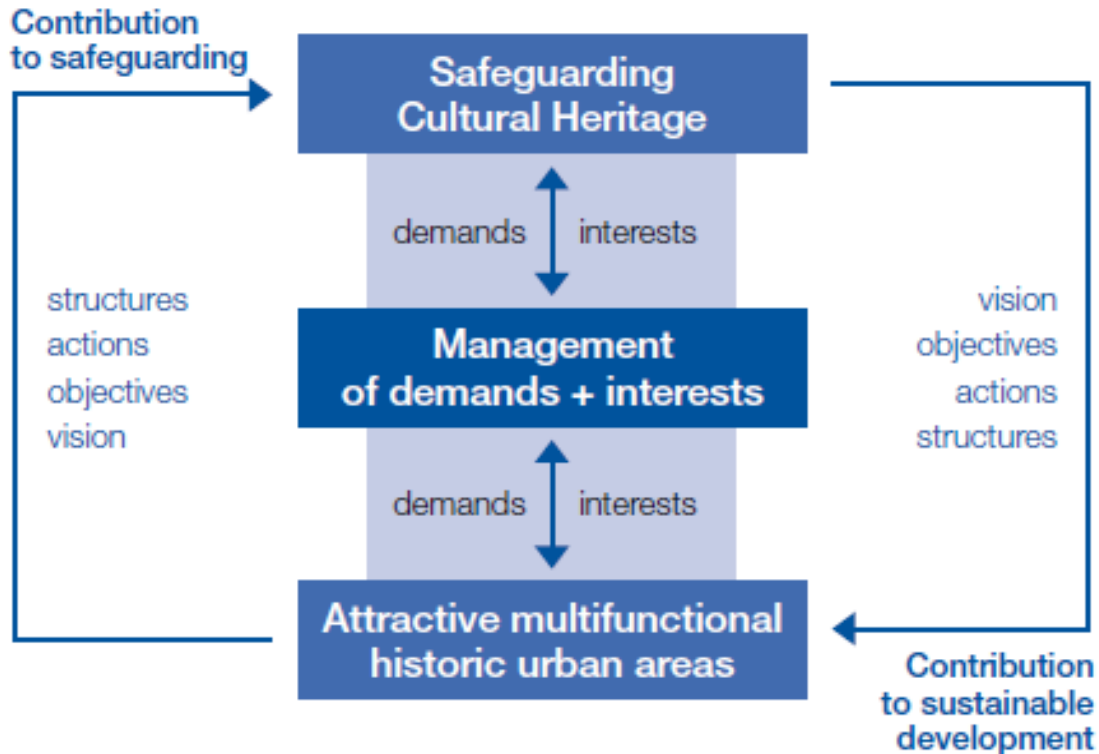 Contribution
to safeguarding
Safeguarding
Cultural Heritage
demands interests
structures
actions
objectives
vision
Management
of demands + interests
vision
objectives
actions
structures
demands interests
Attractive multifunctional
historic urban areas
Contribution
to sustainable
development